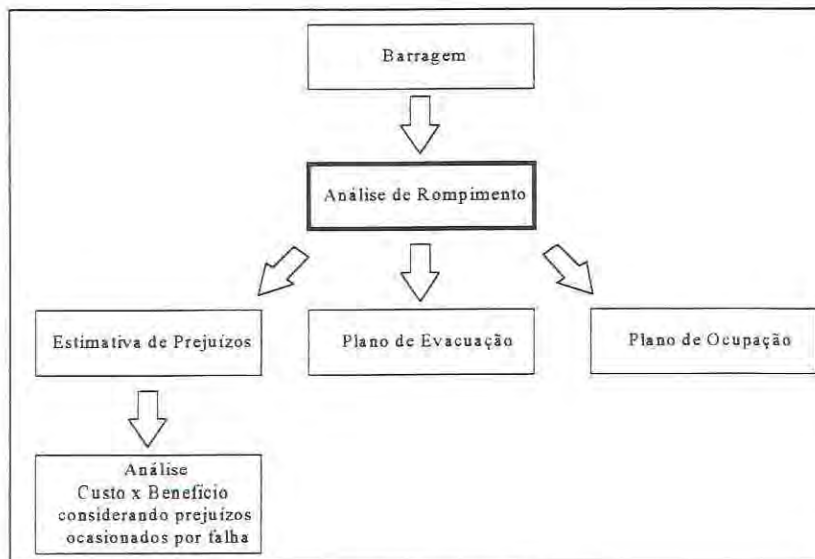 Barragem
Análise de Rompimento
Estimativa de Prejuízos
Plano de Evacuação
Plano de Ocupação
Análise
Custo x Benefício
considerando prejuízos
ocasionados por falha